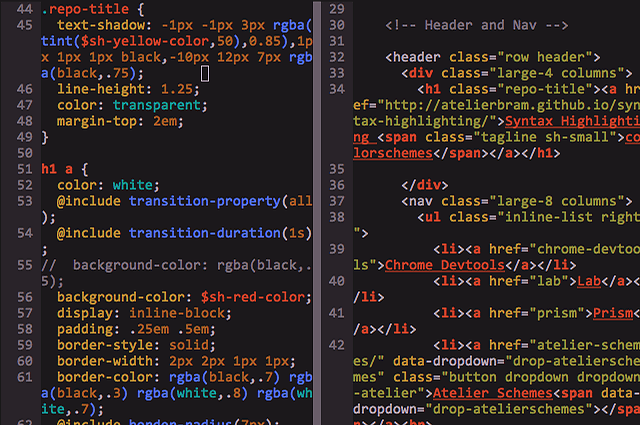 44 .repo-title {
45   text-shadow: -1px -1px 3px rgba(
tint($sh-yellow-color,50),0.85),1p
x 1px 1px black,-10px 12px 7px rgb
a(black,.75);
46   line-height: 1.25;
47   color: transparent;
48   margin-top: 2em;
49 }
50
51 h1 a {
52   color: white;
53   @include transition-property(all
);
54   @include transition-duration(1s)
;
55 //  background-color: rgba(black,.
5);
56   background-color: $sh-red-color;
57   display: inline-block;
58   padding: .25em .5em;
59   border-style: solid;
60   border-width: 2px 2px 1px 1px;
61   border-color: rgba(black,.7) rgb
a(black,.3) rgba(white,.8) rgba(wh
ite,.7);
62   @include border-radius(7px);
29
30     <!-- Header and Nav -->
31
32     <header class="row header">
33       <div class="large-4 columns">
34         <h1 class="repo-title"><a hr
ef="http://atelierbram.github.io/syn
tax-highlighting/">Syntax Highlighti
ng <span class="tagline sh-small">co
lorschemes</span></a></h1>
35
36       </div>
37       <nav class="large-8 columns">
38         <ul class="inline-list right
">
39           <li><a href="chrome-devtoo
ls">Chrome Devtools</a></li>
40           <li><a href="lab">Lab</a><
/li>
41           <li><a href="prism">Prism<
/a></li>
42           <li><a href="atelier-schem
es/" data-dropdown="drop-ateliersche
mes" class="button dropdown dropdown
-atelier">Atelier Schemes<span data-
dropdown="drop-atelierschemes"></spa
n></a><br>